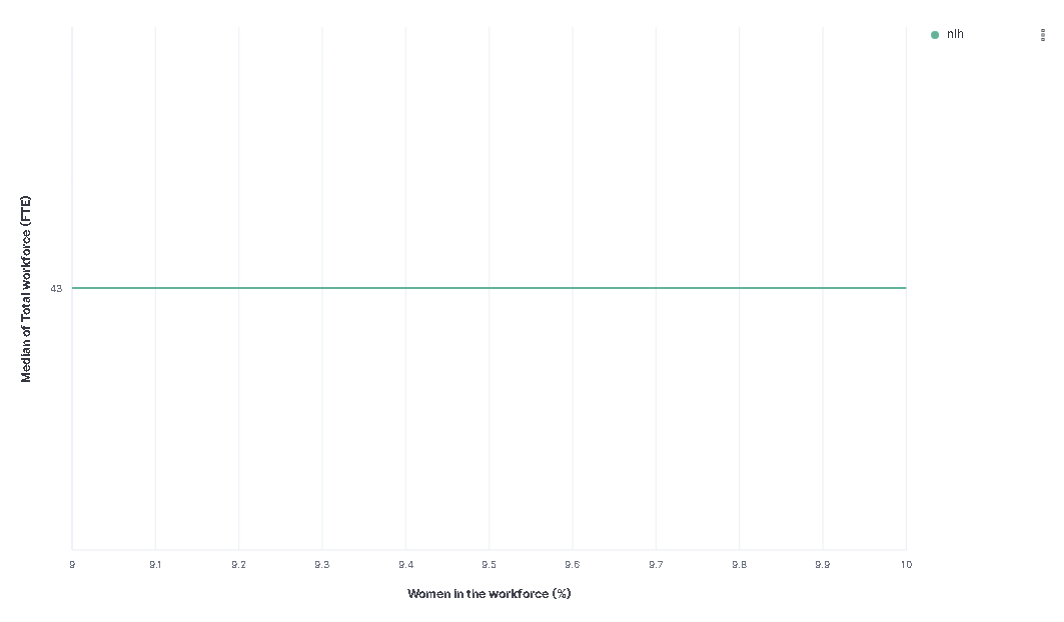 nlh
Median of Total workforce (FTE)
43
9 9.1 9.2 9.3 9.4 9.5 9.6 9.7 9.8 9.9 10
Women in the workforce (%)